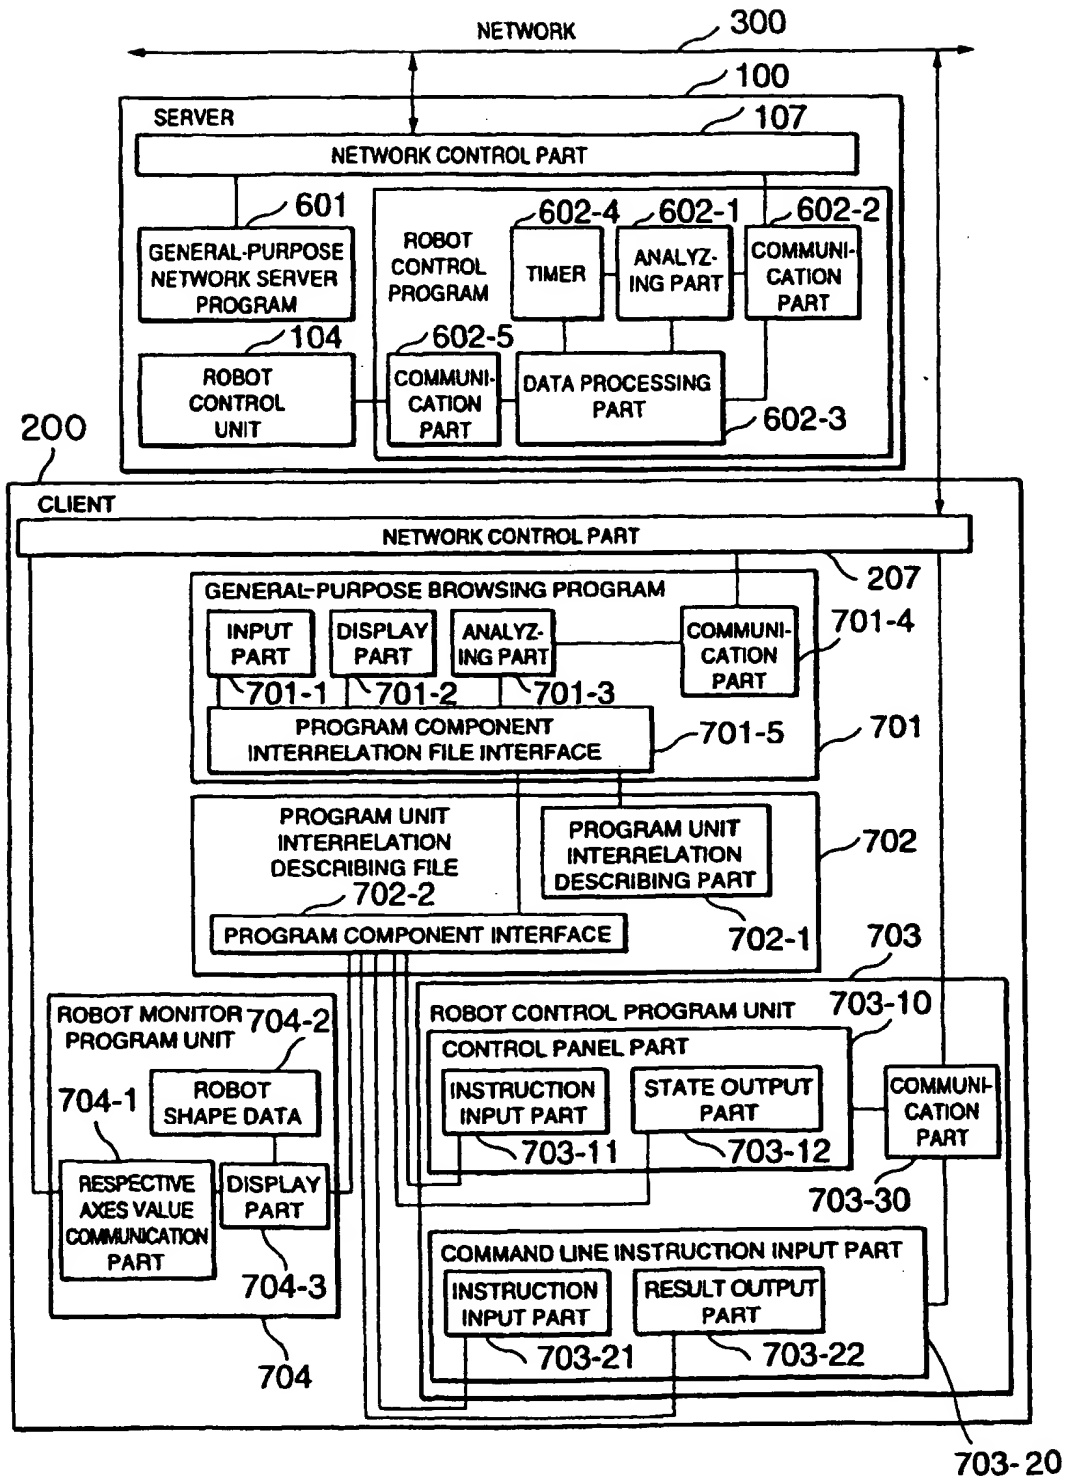 NETWORK
300
100
SERVER
107
NETWORK CONTROL PART
601
GENERAL-PURPOSE
NETWORK SERVER
PROGRAM
ROBOT
CONTROL
PROGRAM
602-4
TIMER
602-1
ANALYZ-
ING PART
602-2
COMMUNI-
CATION
PART
104
ROBOT
CONTROL
UNIT
602-5
COMMUNI-
CATION
PART
DATA PROCESSING
PART
602-3
200
CLIENT
NETWORK CONTROL PART
207
GENERAL-PURPOSE BROWSING PROGRAM
INPUT
PART
701-1
DISPLAY
PART
701-2
ANALYZ-
ING PART
701-3
COMMUNI-
CATION
PART
701-4
PROGRAM COMPONENT
INTERRELATION FILE INTERFACE
701-5
701
PROGRAM UNIT
INTERRELATION
DESCRIBING FILE
PROGRAM UNIT
INTERRELATION
DESCRIBING PART
702
702-2
702-1
PROGRAM COMPONENT INTERFACE
703
ROBOT MONITOR
PROGRAM UNIT
704-2
ROBOT
SHAPE DATA
704-1
RESPECTIVE
AXES VALUE
COMMUNICATION
PART
DISPLAY
PART
704-3
704
ROBOT CONTROL PROGRAM UNIT
703-10
CONTROL PANEL PART
INSTRUCTION
INPUT PART
703-11
STATE OUTPUT
PART
703-12
COMMUNI-
CATION
PART
703-30
COMMAND LINE INSTRUCTION INPUT PART
INSTRUCTION
INPUT PART
703-21
RESULT OUTPUT
PART
703-22
703-20